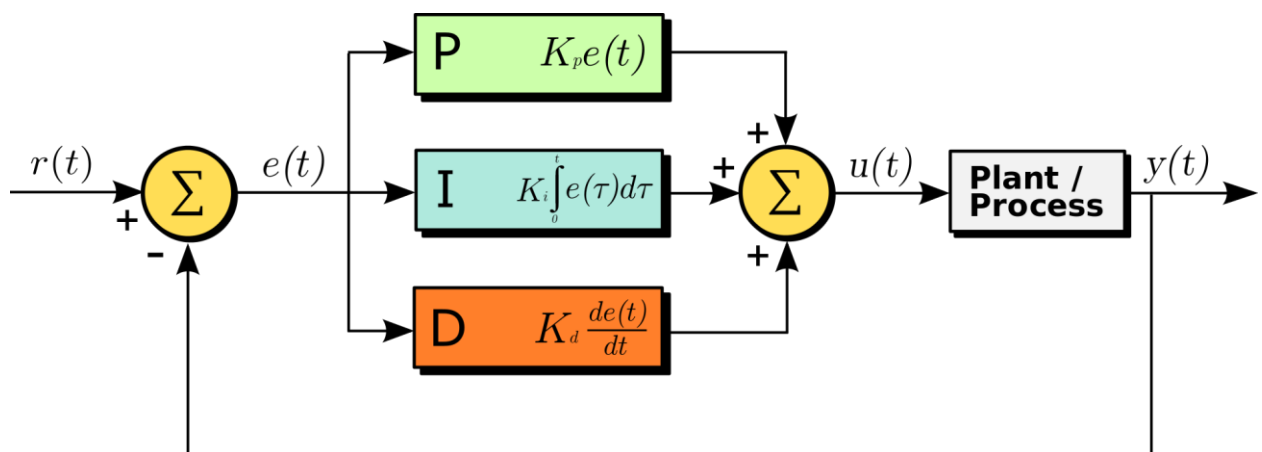 P K_p e(t)
+
r(t) Σ e(t) I K_i ∫_0^t e(τ)dτ + Σ u(t) Plant / Process y(t)
+
-
+
D K_d de(t)/dt